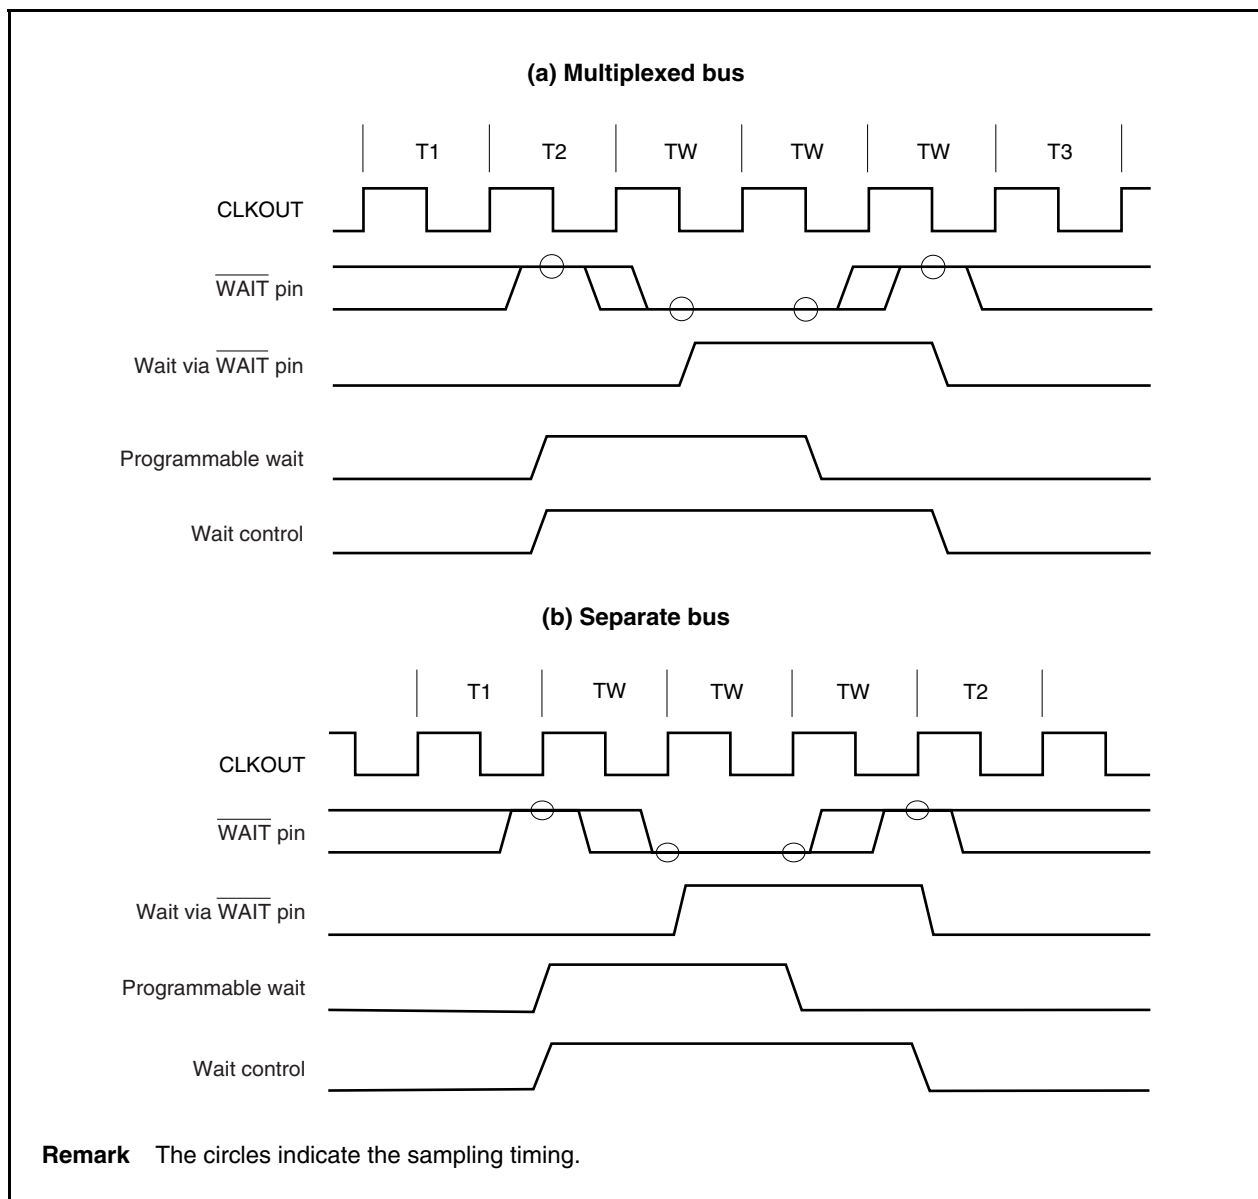 (a) Multiplexed bus
T1 T2 TW TW TW T3
CLKOUT
WAIT pin
Wait via WAIT pin
Programmable wait
Wait control
(b) Separate bus
T1 TW TW TW T2
CLKOUT
WAIT pin
Wait via WAIT pin
Programmable wait
Wait control
Remark The circles indicate the sampling timing.